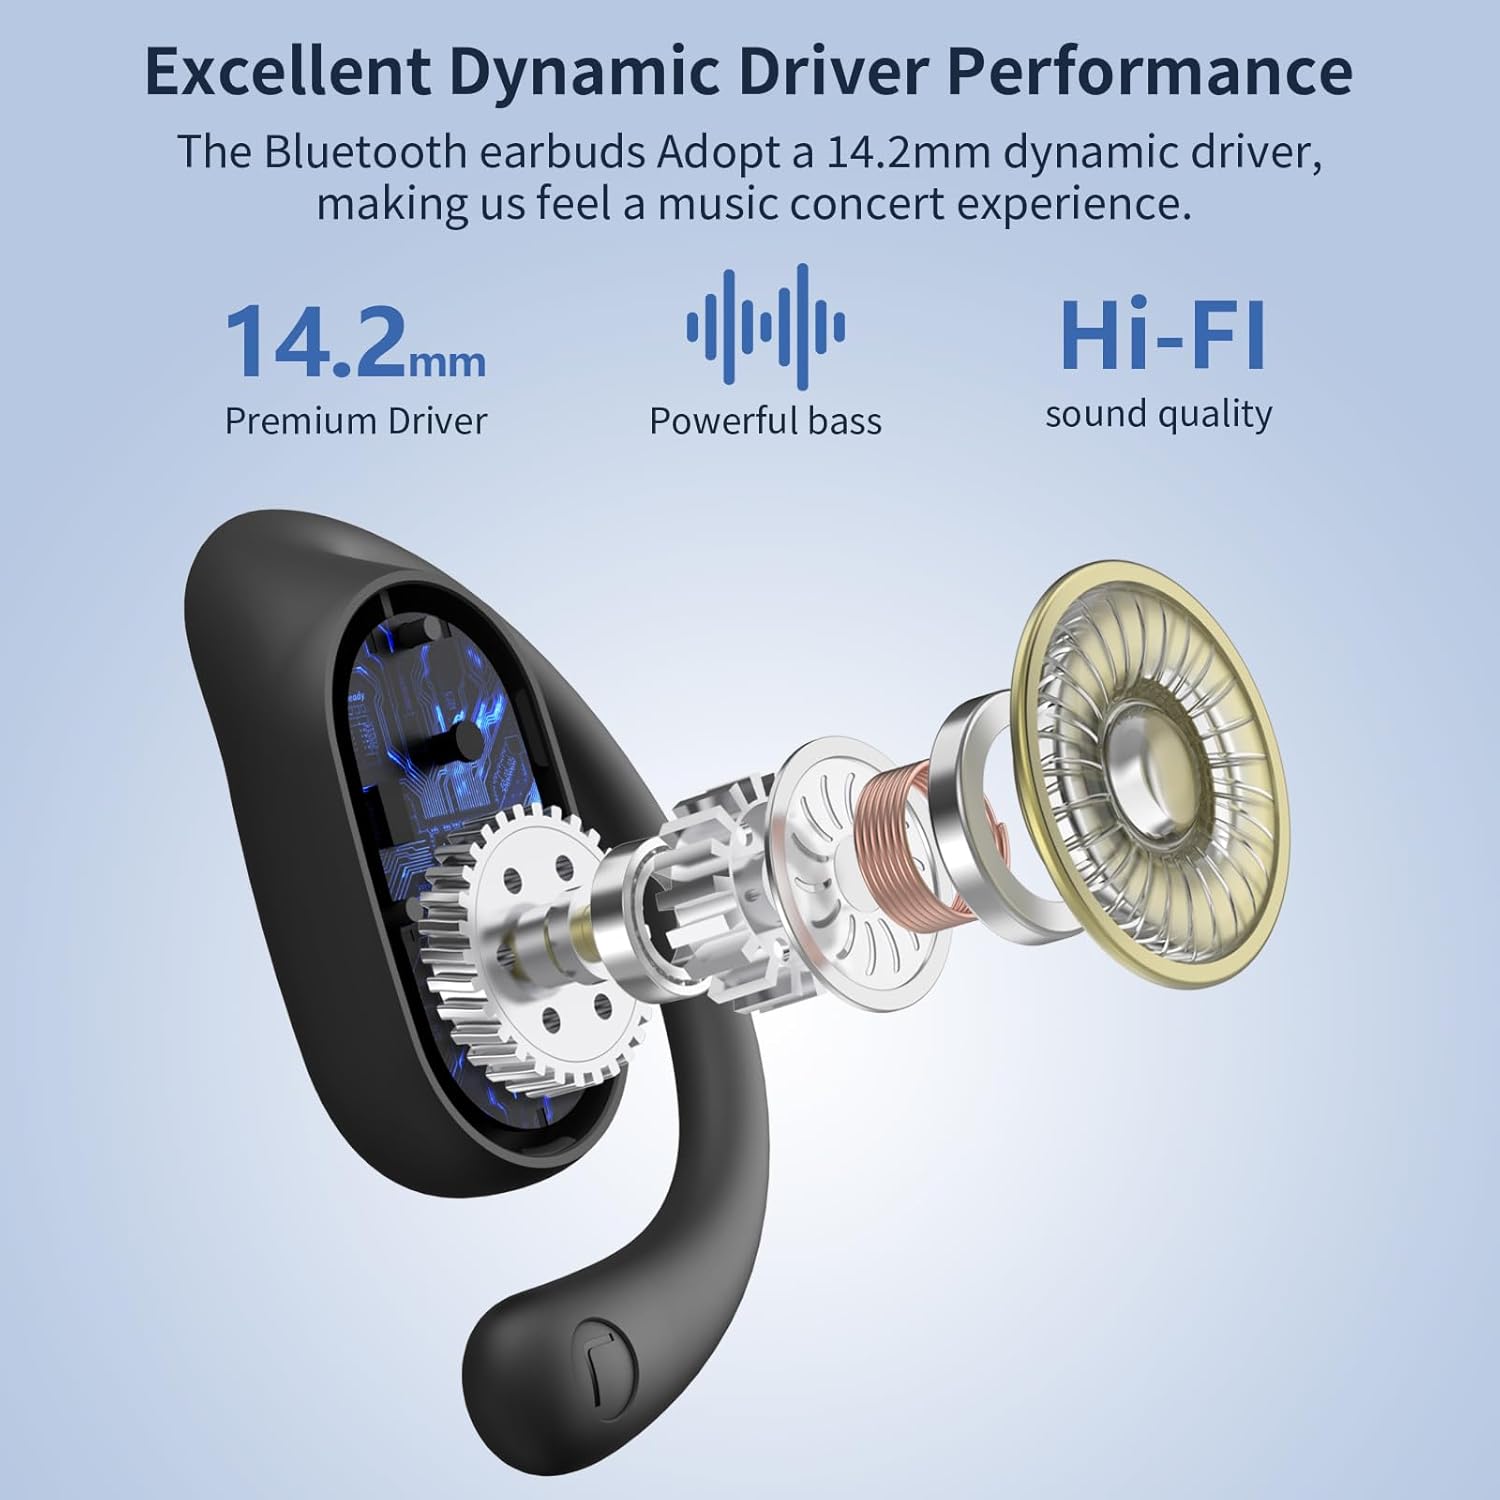 Excellent Dynamic Driver Performance
The Bluetooth earbuds Adopt a 14.2mm dynamic driver,
making us feel a music concert experience.
14.2mm
Premium Driver
Powerful bass
Hi-FI
sound quality